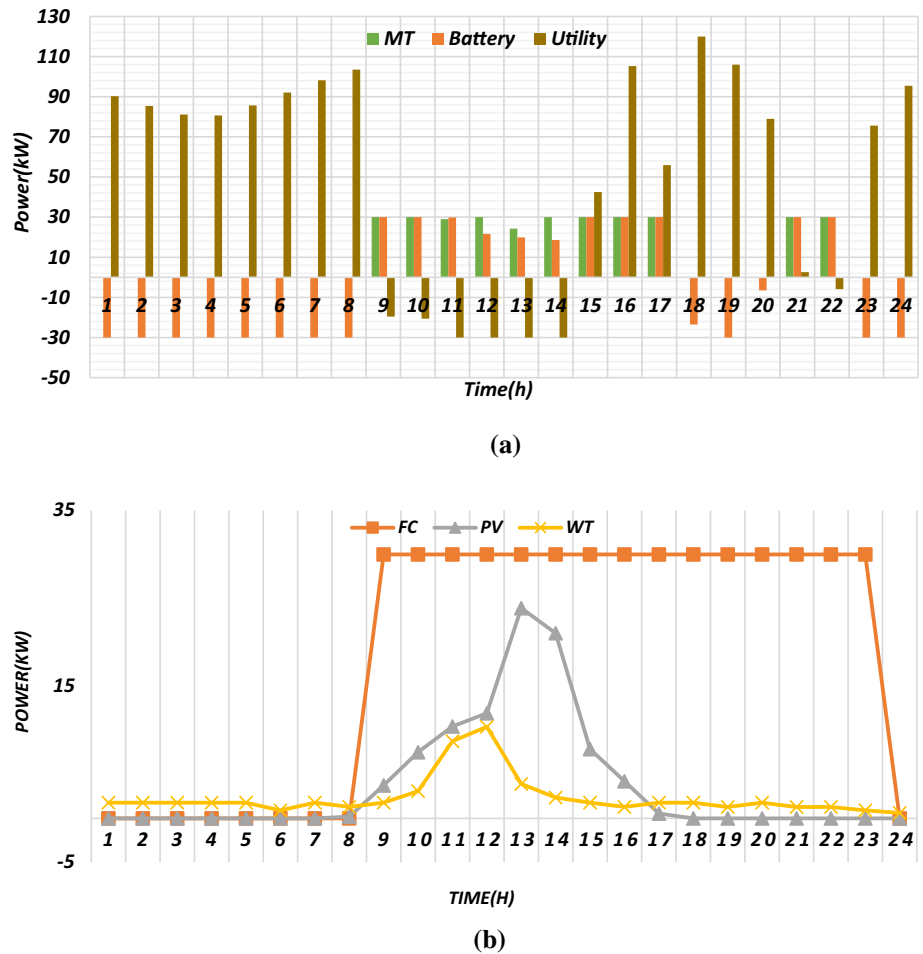 130
110
90
70
50
30
10
-10
-30
-50
MT Battery Utility
Power(kW)
1 2 3 4 5 6 7 8 9 10 11 12 13 14 15 16 17 18 19 20 21 22 23 24
Time(h)
(a)
35
15
-5
FC PV WT
POWER(KW)
1 2 3 4 5 6 7 8 9 10 11 12 13 14 15 16 17 18 19 20 21 22 23 24
TIME(H)
(b)